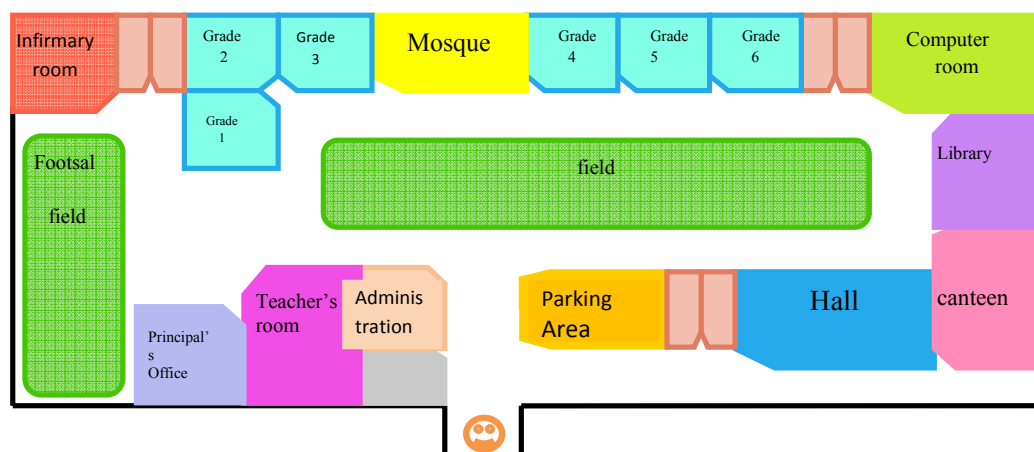 Infirmary
room
Grade
2
Grade
3
Mosque
Grade
4
Grade
5
Grade
6
Computer
room
Grade
1
Footsal
field
field
Library
Teacher's
room
Adminis
tration
Parking
Area
Hall
canteen
Principal'
s
Office